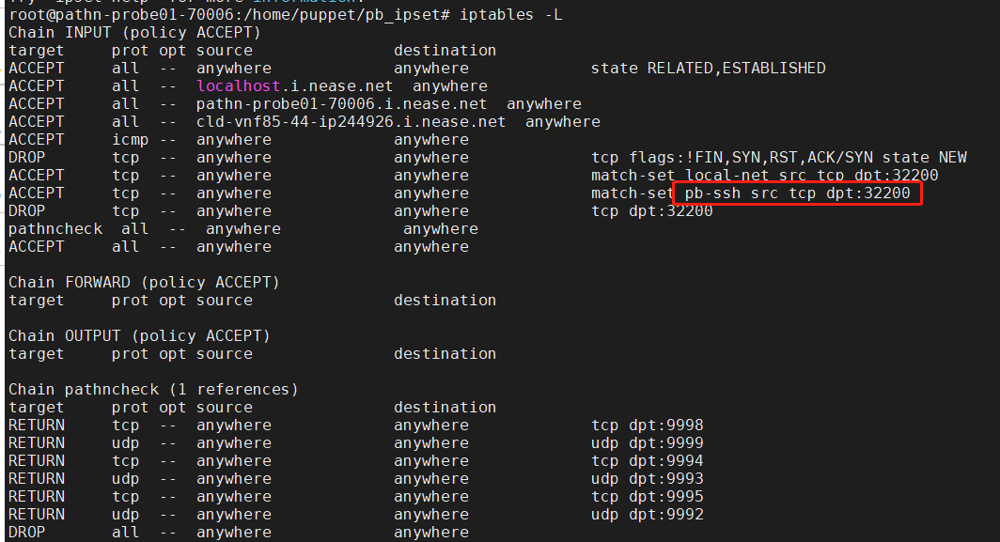 root@pathn-probe01-70006:/home/puppet/pb_ipset# iptables -L
Chain INPUT (policy ACCEPT)
target     prot opt source               destination
ACCEPT     all  --  anywhere             anywhere             state RELATED,ESTABLISHED
ACCEPT     all  --  localhost.i.nease.net  anywhere
ACCEPT     all  --  pathn-probe01-70006.i.nease.net  anywhere
ACCEPT     all  --  cld-vnf85-44-ip244926.i.nease.net  anywhere
ACCEPT     icmp --  anywhere             anywhere
DROP       tcp  --  anywhere             anywhere             tcp flags:!FIN,SYN,RST,ACK/SYN state NEW
ACCEPT     tcp  --  anywhere             anywhere             match-set local-net src tcp dpt:32200
ACCEPT     tcp  --  anywhere             anywhere             match-set pb-ssh src tcp dpt:32200
DROP       tcp  --  anywhere             anywhere             tcp dpt:32200
pathncheck  all  --  anywhere             anywhere
ACCEPT     all  --  anywhere             anywhere
Chain FORWARD (policy ACCEPT)
target     prot opt source               destination
Chain OUTPUT (policy ACCEPT)
target     prot opt source               destination
Chain pathncheck (1 references)
target     prot opt source               destination
RETURN     tcp  --  anywhere             anywhere             tcp dpt:9998
RETURN     udp  --  anywhere             anywhere             udp dpt:9999
RETURN     tcp  --  anywhere             anywhere             tcp dpt:9994
RETURN     udp  --  anywhere             anywhere             udp dpt:9993
RETURN     tcp  --  anywhere             anywhere             tcp dpt:9995
RETURN     udp  --  anywhere             anywhere             udp dpt:9992
DROP       all  --  anywhere             anywhere